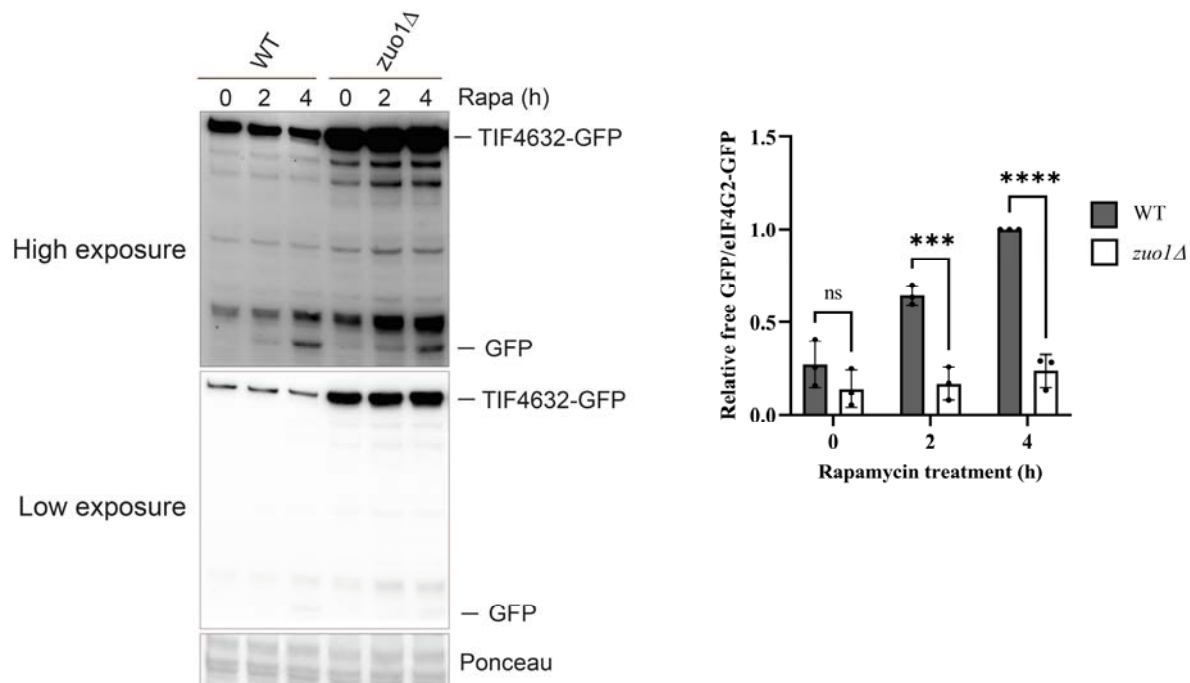 WT
zuo1Δ
0 2 4 0 2 4 Rapa (h)
High exposure
TIF4632-GFP
GFP
Low exposure
TIF4632-GFP
GFP
Ponceau
Relative free GFP/eIF4G2-GFP
1.5
1.0
0.5
0.0
ns
***
****
0 2 4
Rapamycin treatment (h)
WT
zuo1Δ